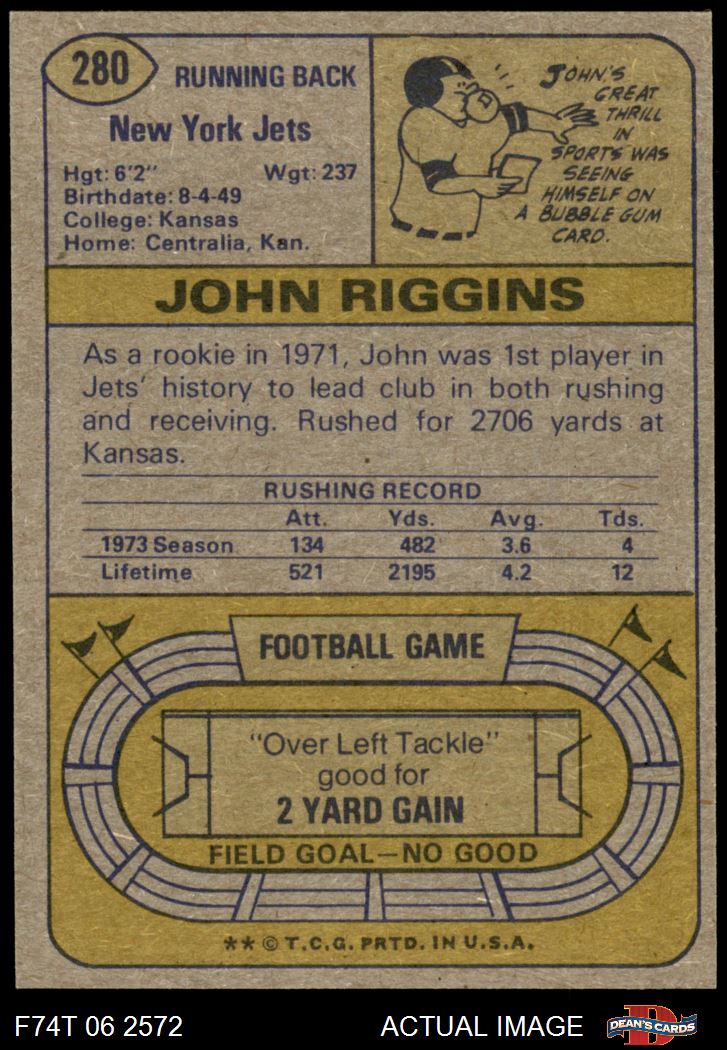 280
RUNNING BACK
New York Jets
Hgt: 6'2" Wgt: 237
Birthdate: 8-4-49
College: Kansas
Home: Centralia, Kan.
JOHN'S
GREAT
THRILL
IN
SPORTS WAS
SEEING
HIMSELF ON
A BUBBLE GUM
CARD.
JOHN RIGGINS
As a rookie in 1971, John was 1st player in
Jets' history to lead club in both rushing
and receiving. Rushed for 2706 yards at
Kansas.
RUSHING RECORD
Att. Yds. Avg. Tds.
1973 Season 134 482 3.6 4
Lifetime 521 2195 4.2 12
FOOTBALL GAME
"Over Left Tackle"
good for
2 YARD GAIN
FIELD GOAL—NO GOOD
** © T.C.G. PRTD. IN U.S.A.
F74T 06 2572 ACTUAL IMAGE
D
DEAN'S CARDS